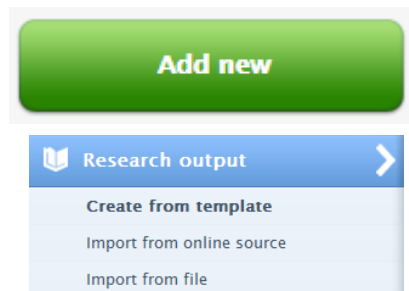 Add new
Research output
Create from template
Import from online source
Import from file